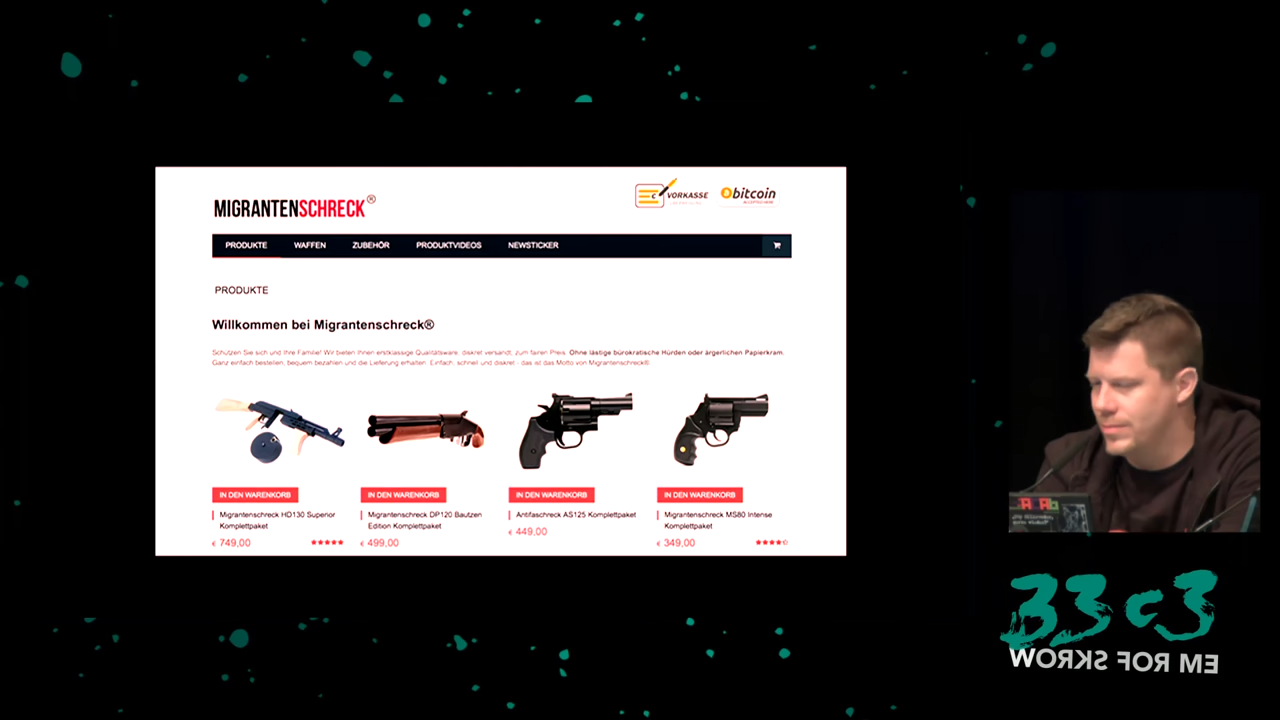 MIGRANTENSCHRECK®
VORKASSE
bitcoin
ACCEPTED HERE
PRODUKTE WAFFEN ZUBEHÖR PRODUKTVIDEOS NEWSTICKER
PRODUKTE
Willkommen bei Migrantenschreck®
Schützen Sie sich und Ihre Familie! Wir bieten Ihnen erstklassige Qualitätsware, diskret versandt, zum fairen Preis. Ohne lästige bürokratische Hürden oder ärgerlichen Papierkram.
Ganz einfach bestellen, bequem bezahlen und die Lieferung erhalten. Einfach, schnell und diskret - das ist das Motto von Migrantenschreck®.
IN DEN WARENKORB IN DEN WARENKORB IN DEN WARENKORB IN DEN WARENKORB
Migrantenschreck HD130 Superior Komplettpaket
€ 749,00
Migrantenschreck DP120 Bautzen Edition Komplettpaket
€ 499,00
Antifaschreck AS125 Komplettpaket
€ 449,00
Migrantenschreck MS80 Intense Komplettpaket
€ 349,00
33c3
WORKS FOR ME